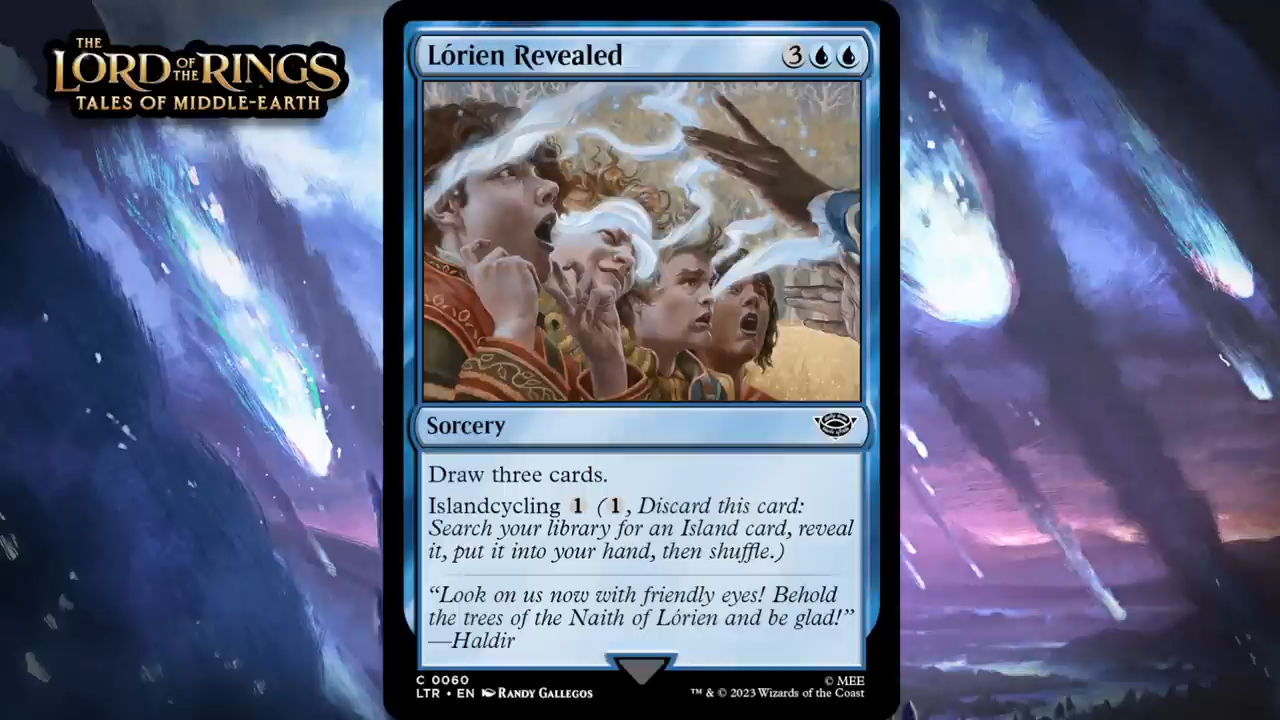 THE
LORD OF THE RINGS
TALES OF MIDDLE-EARTH
Lórien Revealed 3
Sorcery
Draw three cards.
Islandcycling 1 (1, Discard this card:
Search your library for an Island card, reveal
it, put it into your hand, then shuffle.)
“Look on us now with friendly eyes! Behold
the trees of the Naith of Lórien and be glad!”
—Haldir
C 0060
LTR • EN RANDY GALLEGOS
© MEE
™ & © 2023 Wizards of the Coast